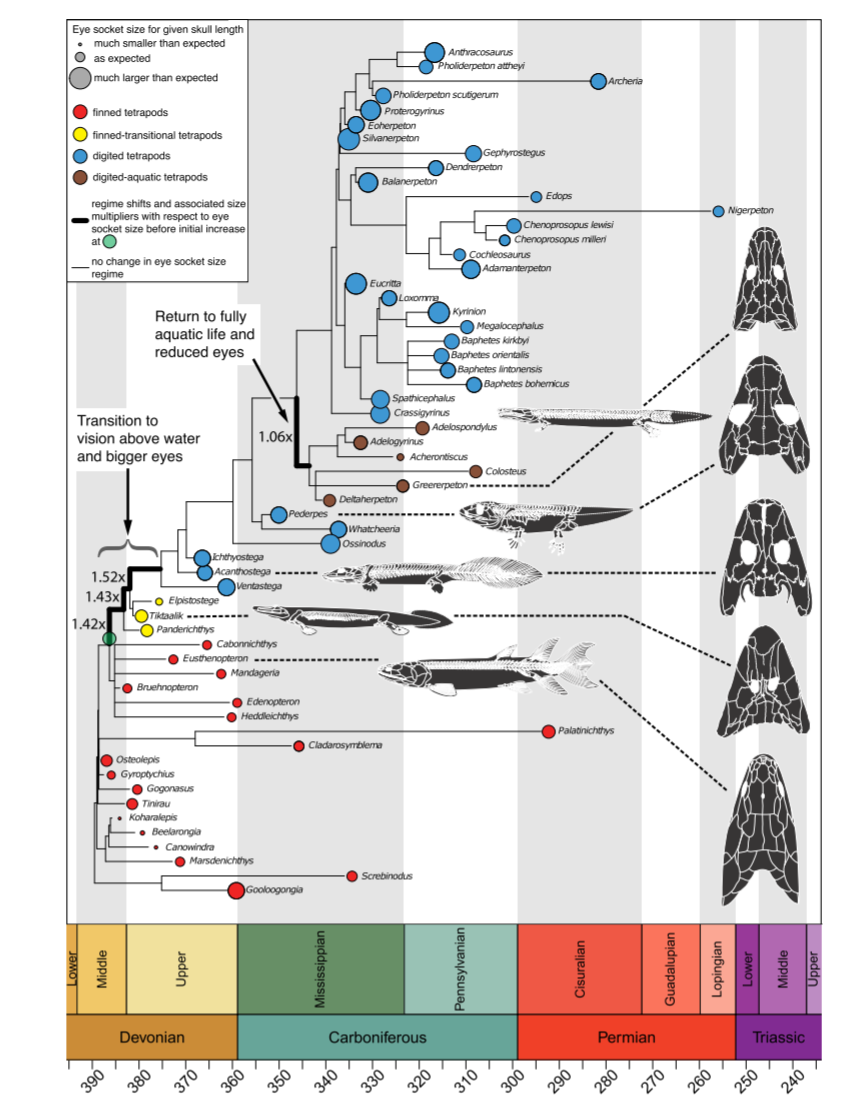 Eye socket size for given skull length
much smaller than expected
as expected
much larger than expected
finned tetrapods
finned-transitional tetrapods
digited tetrapods
digited-aquatic tetrapods
regime shifts and associated size
multipliers with respect to eye
socket size before initial increase
at
no change in eye socket size
regime
Anthracosaurus
Pholiderpeton attheyi
Archeria
Pholiderpeton scutigerum
Proterogyrinus
Eoherpeton
Silvanerpeton
Gephyrostegus
Dendrerpeton
Balanerpeton
Edops
Nigerpeton
Chenoprosopus lewisi
Chenoprosopus milleri
Cochleosaurus
Adamanterpeton
Eucritta
Loxomma
Kyrinion
Megalocephalus
Baphetes kirkbyi
Baphetes orientalis
Baphetes lintonensis
Baphetes bohemicus
Spathicephalus
Crassigyrinus
Return to fully
aquatic life and
reduced eyes
1.06x
Adelospondylus
Adelogyrinus
Acherontiscus
Colosteus
Greererpeton
Deltaherpeton
Transition to
vision above water
and bigger eyes
Pederpes
Whatcheeria
Ossinodus
Ichthyostega
Acanthostega
Ventastega
1.52x
1.43x
1.42x
Elpistostege
Tiktaalik
Panderichthys
Cabonnichthys
Eusthenopteron
Mandageria
Bruehnopteron
Edenopteron
Heddleichthys
Palatinichthys
Cladarosymblema
Osteolepis
Gyroptychius
Gogonasus
Tinirau
Koharalepis
Beelarongia
Canowindra
Marsdenichthys
Screbinodus
Gooloogongia
Lower
Middle
Upper
Mississippian
Pennsylvanian
Cisuralian
Guadalupian
Lopingian
Lower
Middle
Upper
Devonian
Carboniferous
Permian
Triassic
390
380
370
360
350
340
330
320
310
300
290
280
270
260
250
240